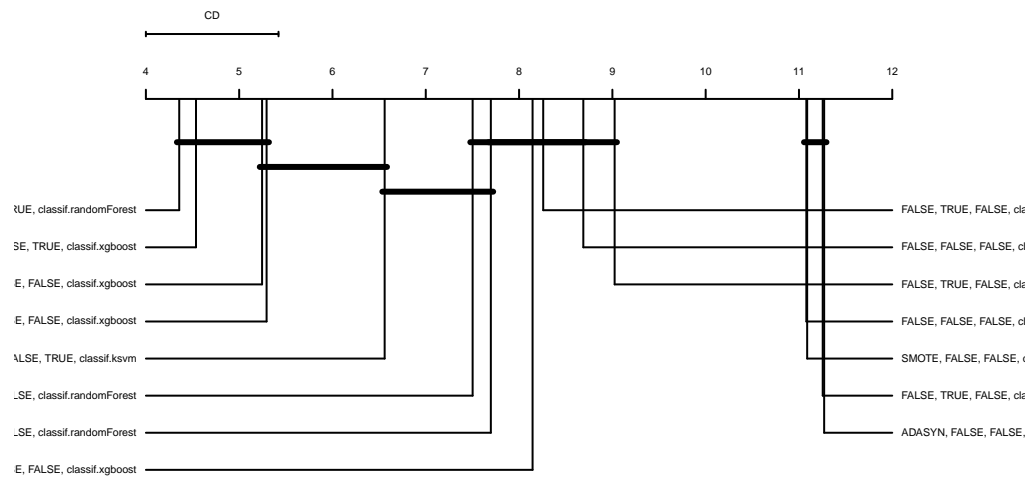 CD
4 5 6 7 8 9 10 11 12
classif.randomForest
TRUE, classif.xgboost
FALSE, classif.xgboost
FALSE, classif.xgboost
TRUE, classif.ksvm
classif.randomForest
classif.randomForest
FALSE, classif.xgboost
FALSE, TRUE, FALSE,
FALSE, FALSE, FALSE,
FALSE, TRUE, FALSE,
FALSE, FALSE, FALSE,
SMOTE, FALSE, FALSE,
FALSE, TRUE, FALSE,
ADASYN, FALSE, FALSE,